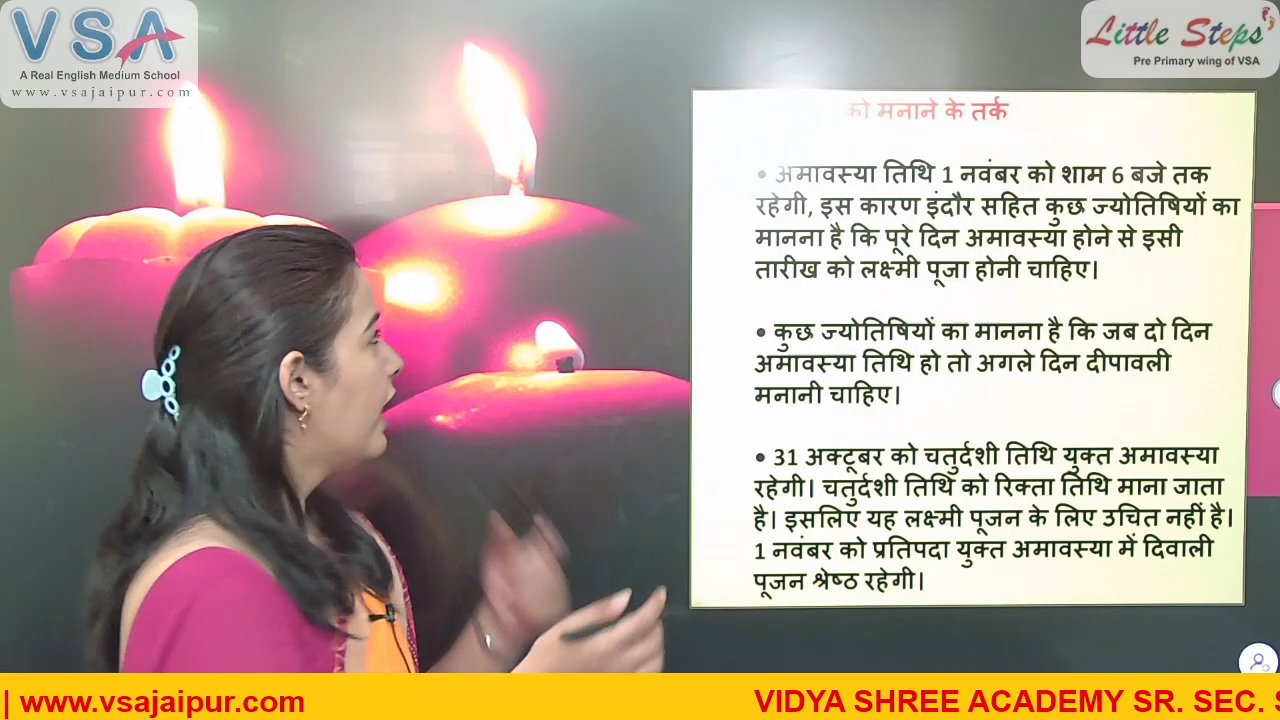 VSA
A Real English Medium School
www.vsajaipur.com
Little Steps
Pre Primary wing of VSA
को मनाने के तर्क
• अमावस्या तिथि 1 नवंबर को शाम 6 बजे तक
रहेगी, इस कारण इंदौर सहित कुछ ज्योतिषियों का
मानना है कि पूरे दिन अमावस्या होने से इसी
तारीख को लक्ष्मी पूजा होनी चाहिए।
• कुछ ज्योतिषियों का मानना है कि जब दो दिन
अमावस्या तिथि हो तो अगले दिन दीपावली
मनानी चाहिए।
• 31 अक्टूबर को चतुर्दशी तिथि युक्त अमावस्या
रहेगी। चतुर्दशी तिथि को रिक्ता तिथि माना जाता
है। इसलिए यह लक्ष्मी पूजन के लिए उचित नहीं है।
1 नवंबर को प्रतिपदा युक्त अमावस्या में दिवाली
पूजन श्रेष्ठ रहेगी।
| www.vsajaipur.com
VIDYA SHREE ACADEMY SR. SEC. S